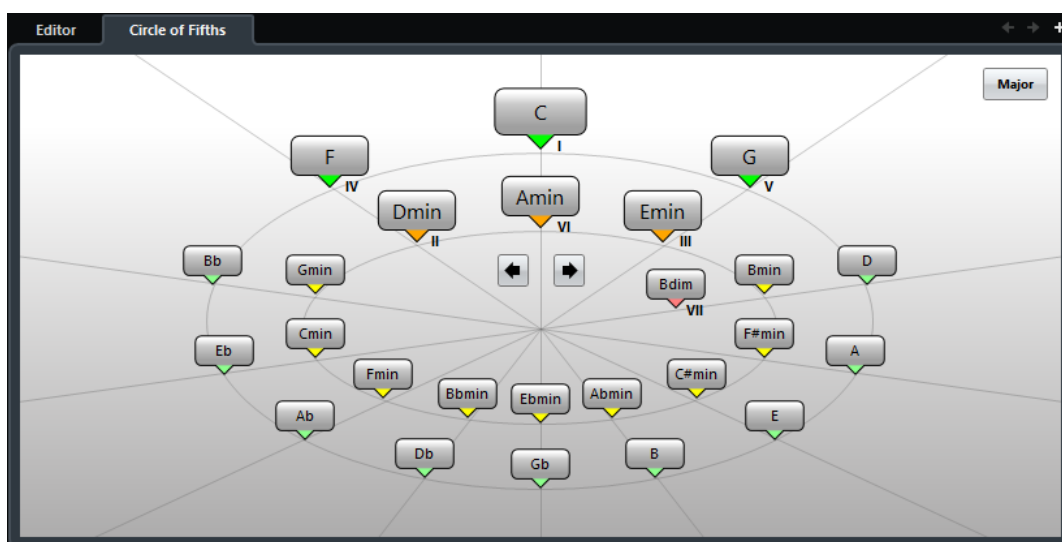 Editor
Circle of Fifths
Major
C
I
F
IV
G
V
Amin
VI
Dmin
II
Emin
III
Bb
D
Gmin
Bmin
Bdim
VII
Cmin
F#min
Eb
A
Fmin
C#min
Bbmin
Ebmin
Abmin
Ab
E
Db
B
Gb